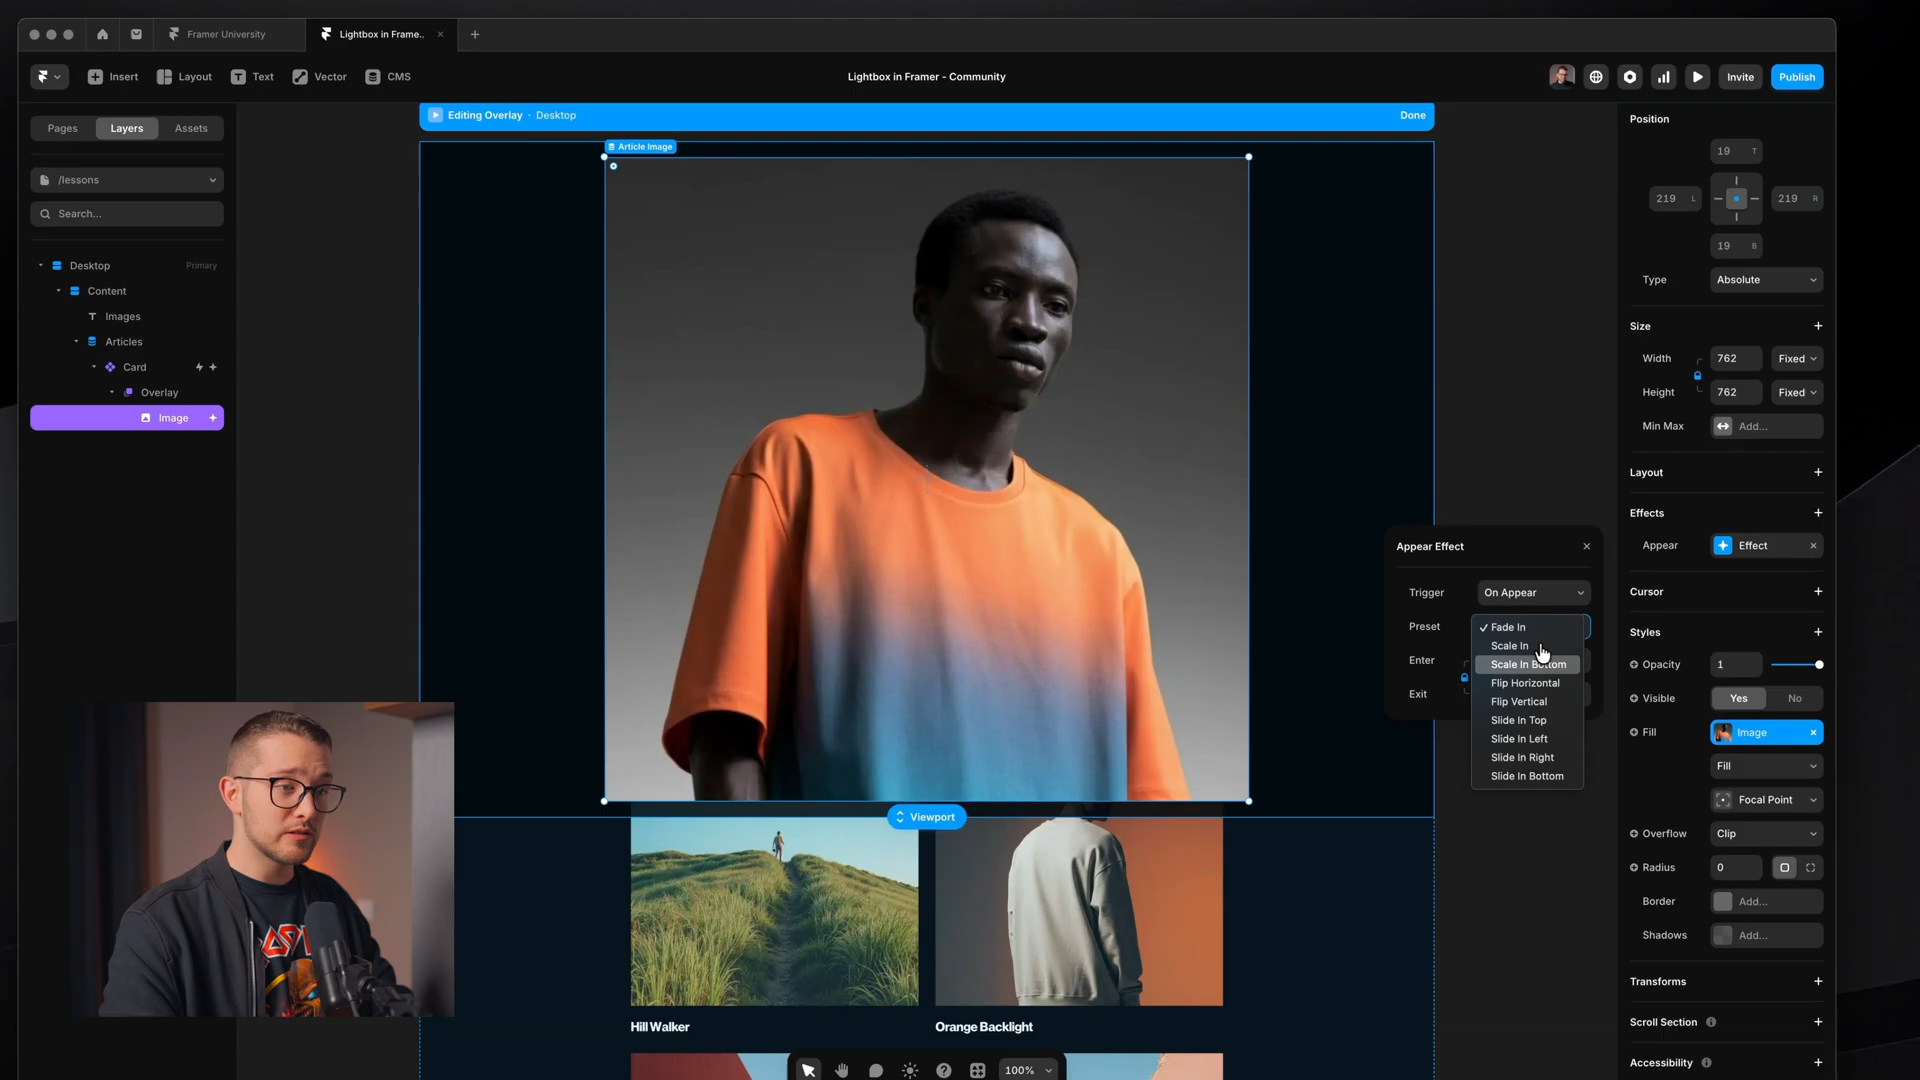 Framer University
Lightbox in Frame..
Insert
Layout
Text
Vector
CMS
Lightbox in Framer - Community
Invite
Publish
Pages
Layers
Assets
/lessons
Search...
Desktop
Primary
Content
Images
Articles
Card
Overlay
Image
Editing Overlay · Desktop
Done
Article Image
Viewport
Hill Walker
Orange Backlight
100%
Appear Effect
Trigger
On Appear
Preset
Enter
Exit
Fade In
Scale In
Scale In Bottom
Flip Horizontal
Flip Vertical
Slide In Top
Slide In Left
Slide In Right
Slide In Bottom
Position
19 T
219 L
219 R
19 B
Type
Absolute
Size
Width
762
Fixed
Height
762
Fixed
Min Max
Add...
Layout
Effects
Appear
Effect
Cursor
Styles
Opacity
1
Visible
Yes
No
Fill
Image
Fill
Focal Point
Overflow
Clip
Radius
0
Border
Add...
Shadows
Add...
Transforms
Scroll Section
Accessibility